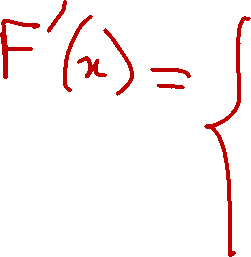 F'(x) = {